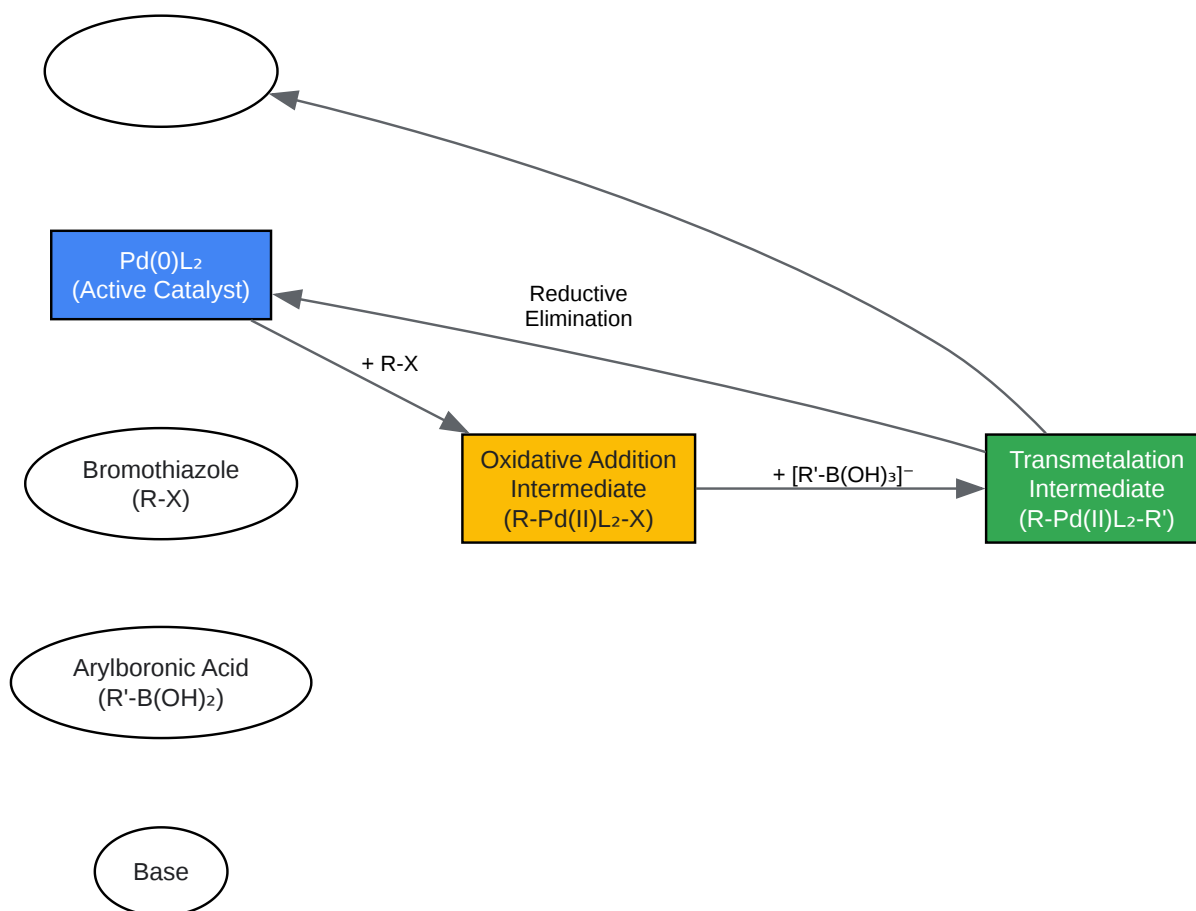 Pd(0)L₂
(Active Catalyst)
Reductive
Elimination
+ R-X
Bromothiazole
(R-X)
Oxidative Addition
Intermediate
(R-Pd(II)L₂-X)
+ [R'-B(OH)₃]⁻
Transmetalation
Intermediate
(R-Pd(II)L₂-R')
Arylboronic Acid
(R'-B(OH)₂)
Base